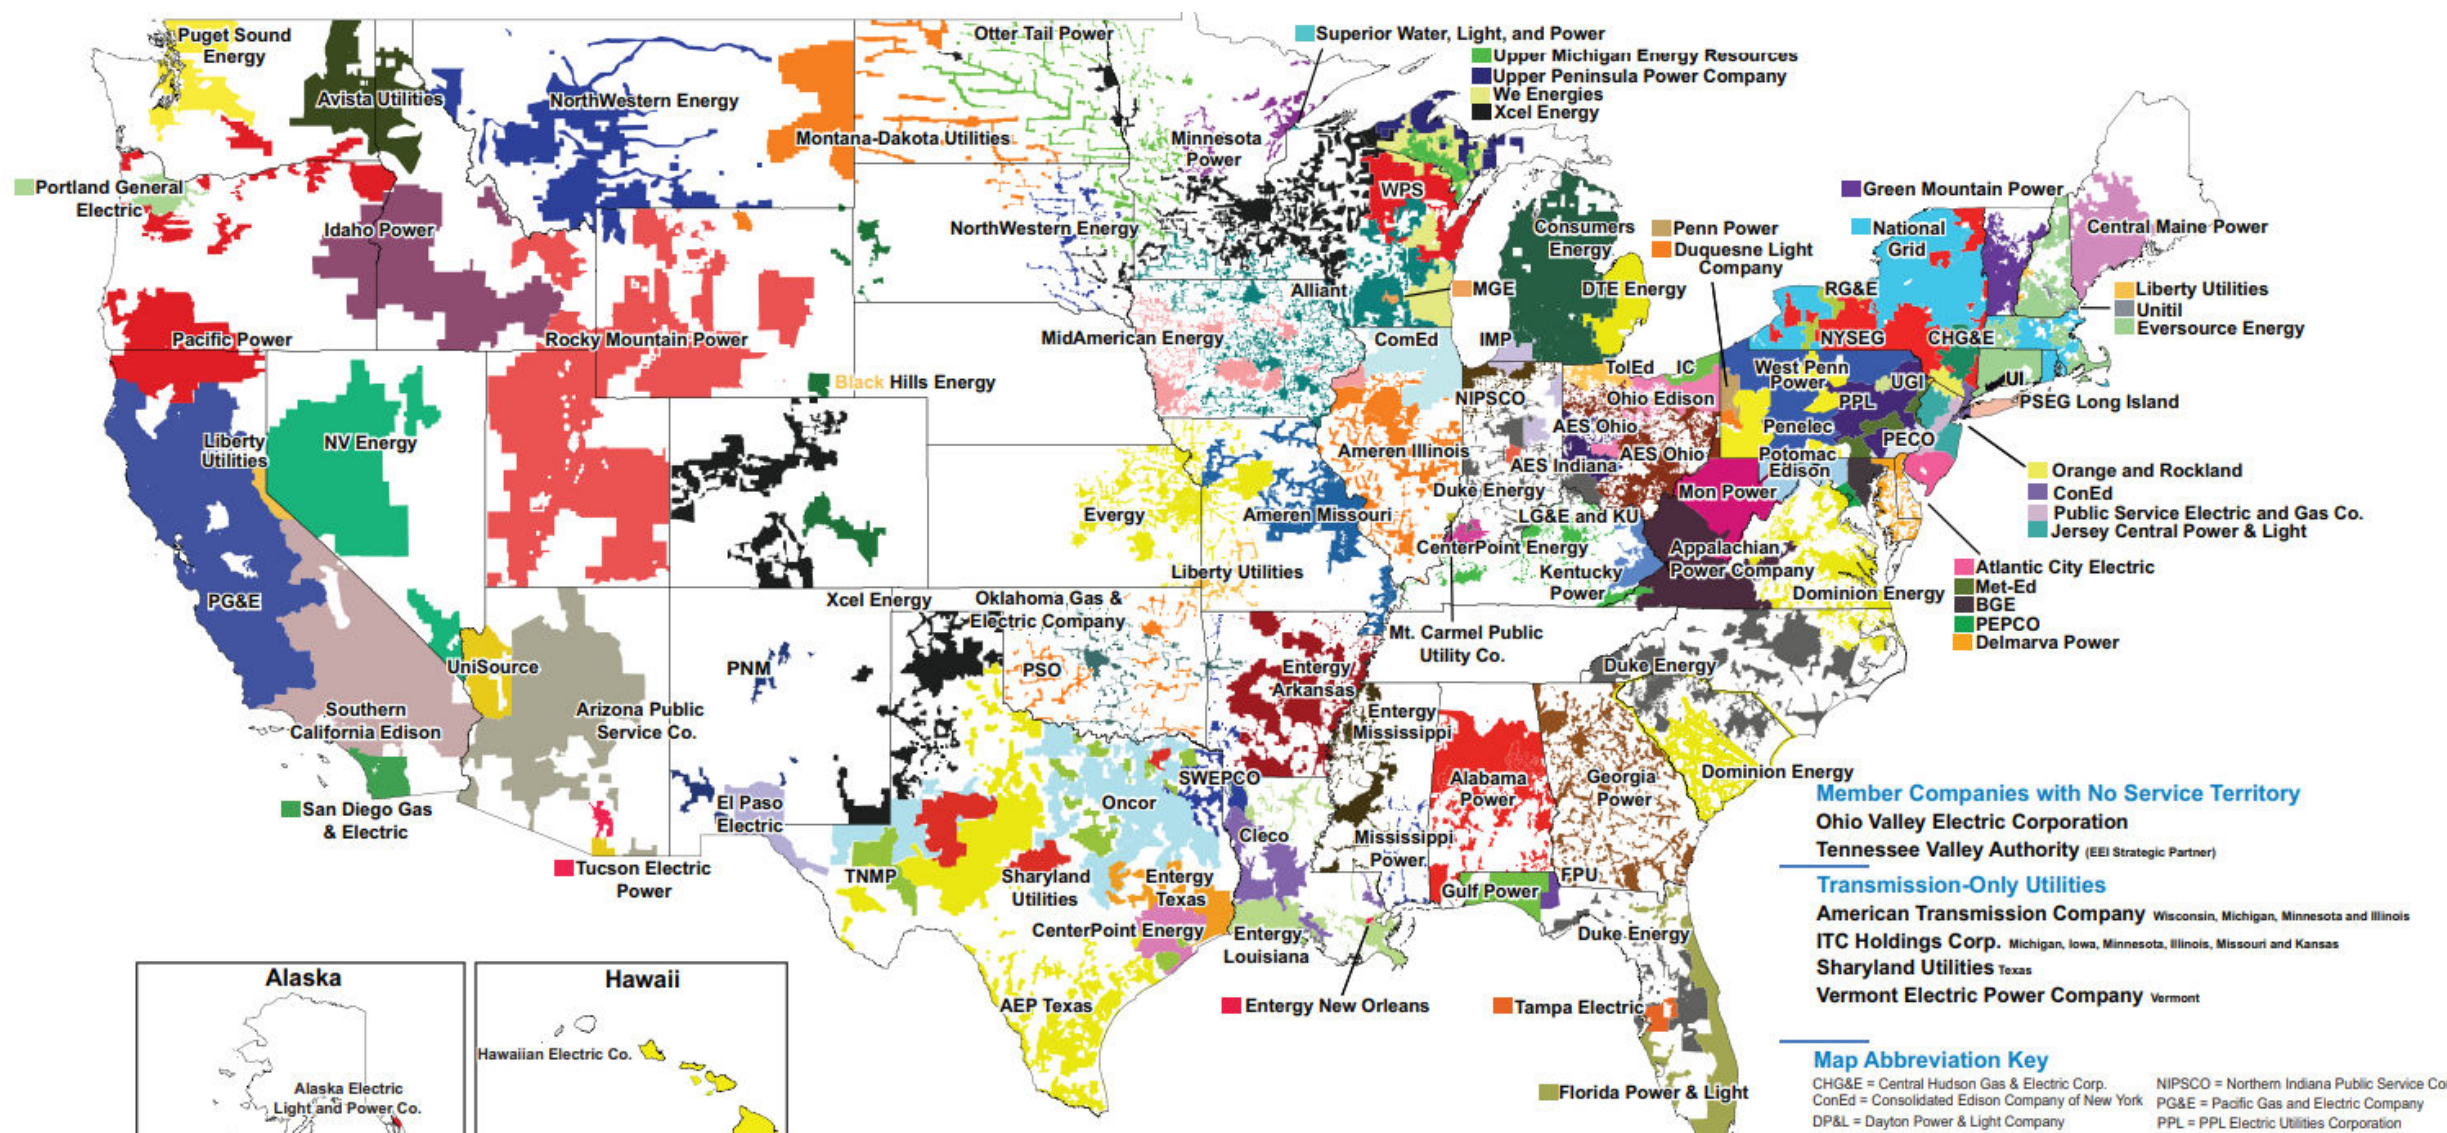 Puget Sound
Energy
Avista Utilities
NorthWestern Energy
Montana-Dakota Utilities
Otter Tail Power
Minnesota
Power
Superior Water, Light, and Power
Upper Michigan Energy Resources
Upper Peninsula Power Company
We Energies
Xcel Energy
Portland General
Electric
Idaho Power
NorthWestern Energy
WPS
Consumers
Energy
Penn Power
Duquesne Light
Company
Green Mountain Power
National
Grid
Central Maine Power
Pacific Power
Rocky Mountain Power
Black Hills Energy
MidAmerican Energy
Alliant
MGE
DTE Energy
RG&E
Liberty Utilities
Unitil
Eversource Energy
ComEd
IMP
NYSEG
CHG&E
TolEd
IC
West Penn
Power
UGI
UI
PSEG Long Island
Liberty
Utilities
NV Energy
NIPSCO
Ohio Edison
PPL
Penelec
PECO
Ameren Illinois
AES Ohio
AES Indiana
AES Ohio
Potomac
Edison
Orange and Rockland
ConEd
Public Service Electric and Gas Co.
Jersey Central Power & Light
Evergy
Ameren Missouri
Duke Energy
Mon Power
LG&E and KU
CenterPoint Energy
Appalachian
Power Company
Kentucky
Power
Dominion Energy
Atlantic City Electric
Met-Ed
BGE
PEPCO
Delmarva Power
Liberty Utilities
PG&E
Xcel Energy
Oklahoma Gas &
Electric Company
Mt. Carmel Public
Utility Co.
UniSource
PNM
PSO
Entergy
Arkansas
Duke Energy
Southern
California Edison
Arizona Public
Service Co.
Entergy
Mississippi
San Diego Gas
& Electric
El Paso
Electric
SWEPCO
Oncor
Alabama
Power
Georgia
Power
Dominion Energy
Cleco
Mississippi
Power
Tucson Electric
Power
TNMP
Sharyland
Utilities
Entergy
Texas
Gulf Power
FPU
CenterPoint Energy
Entergy
Louisiana
Duke Energy
AEP Texas
Entergy New Orleans
Tampa Electric
Florida Power & Light
Alaska
Alaska Electric
Light and Power Co.
Hawaii
Hawaiian Electric Co.
Member Companies with No Service Territory
Ohio Valley Electric Corporation
Tennessee Valley Authority (EEI Strategic Partner)
Transmission-Only Utilities
American Transmission Company Wisconsin, Michigan, Minnesota and Illinois
ITC Holdings Corp. Michigan, Iowa, Minnesota, Illinois, Missouri and Kansas
Sharyland Utilities Texas
Vermont Electric Power Company Vermont
Map Abbreviation Key
CHG&E = Central Hudson Gas & Electric Corp.
ConEd = Consolidated Edison Company of New York
DP&L = Dayton Power & Light Company
NIPSCO = Northern Indiana Public Service Co
PG&E = Pacific Gas and Electric Company
PPL = PPL Electric Utilities Corporation